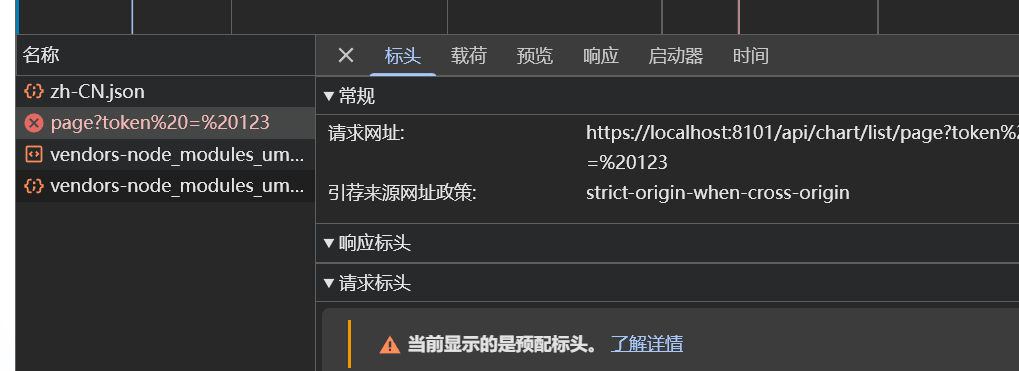 名称
标头 载荷 预览 响应 启动器 时间
zh-CN.json
page?token%20=%20123
vendors-node_modules_um...
vendors-node_modules_um...
常规
请求网址: https://localhost:8101/api/chart/list/page?token%2
=%20123
引荐来源网址政策: strict-origin-when-cross-origin
响应标头
请求标头
当前显示的是预配标头。 了解详情